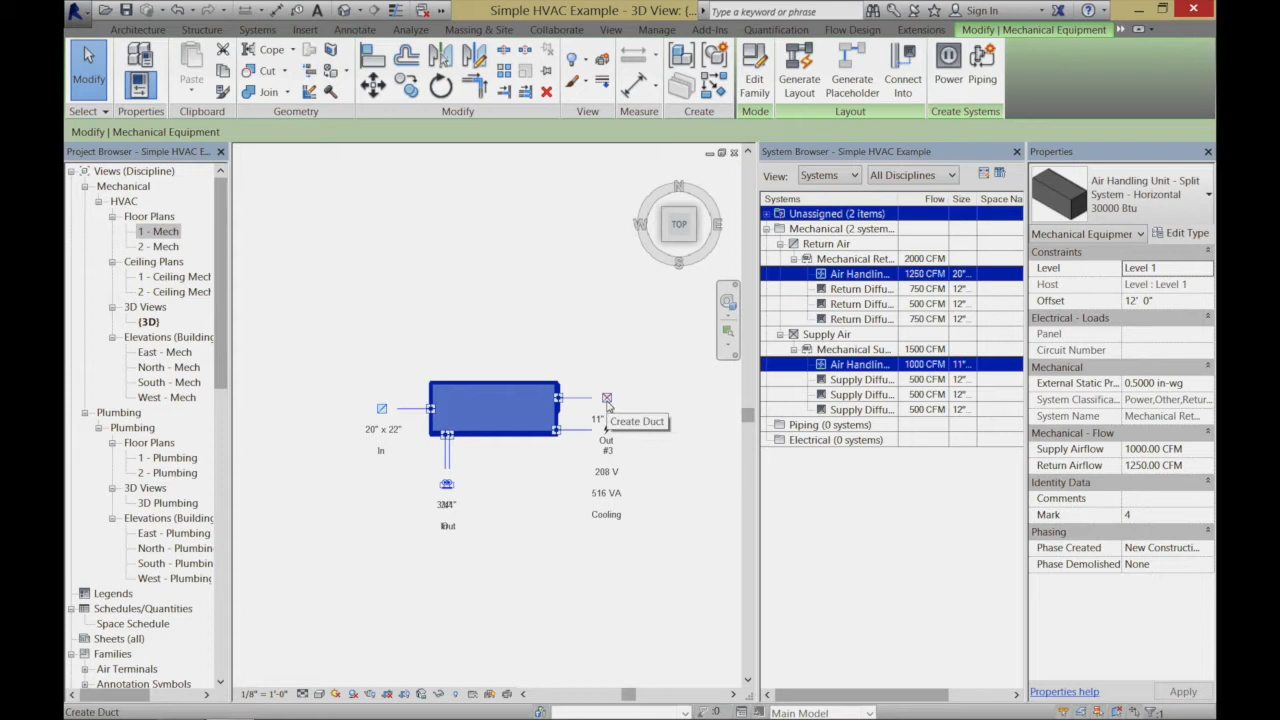 Simple HVAC Example - 3D View: {...
Type a keyword or phrase
Sign In
Architecture Structure Systems Insert Annotate Analyze Massing & Site Collaborate View Manage Add-Ins Quantification Flow Design Extensions Modify | Mechanical Equipment
Modify
Paste
Cope
Cut
Join
Edit Family
Generate Layout
Generate Placeholder
Connect Into
Power
Piping
Select Properties Clipboard Geometry Modify View Measure Create Mode Layout Create Systems
Modify | Mechanical Equipment
Project Browser - Simple HVAC E...
Views (Discipline)
Mechanical
HVAC
Floor Plans
1 - Mech
2 - Mech
Ceiling Plans
1 - Ceiling Mech
2 - Ceiling Mech
3D Views
{3D}
Elevations (Building
East - Mech
North - Mech
South - Mech
West - Mech
Plumbing
Plumbing
Floor Plans
1 - Plumbing
2 - Plumbing
3D Views
3D Plumbing
Elevations (Building
East - Plumbing
North - Plumbing
South - Plumbing
West - Plumbing
Legends
Schedules/Quantities
Space Schedule
Sheets (all)
Families
Air Terminals
Annotation Symbols
N
W TOP E
S
20" x 22"
In
11"
Create Duct
Out
#3
208 V
516 VA
Cooling
System Browser - Simple HVAC Example
View: Systems All Disciplines
Systems Flow Size Space Na
Unassigned (2 items)
Mechanical (2 system...
Return Air
Mechanical Ret... 2000 CFM
Air Handlin... 1250 CFM 20"...
Return Diffu... 750 CFM 12"...
Return Diffu... 500 CFM 12"...
Return Diffu... 750 CFM 12"...
Supply Air
Mechanical Su... 1500 CFM
Air Handlin... 1000 CFM 11"...
Supply Diffu... 500 CFM 12"...
Supply Diffu... 500 CFM 12"...
Supply Diffu... 500 CFM 12"...
Piping (0 systems)
Electrical (0 systems)
Properties
Air Handling Unit - Split
System - Horizontal
30000 Btu
Mechanical Equipmer Edit Type
Constraints
Level Level 1
Host Level : Level 1
Offset 12' 0"
Electrical - Loads
Panel
Circuit Number
Mechanical
External Static Pr... 0.5000 in-wg
System Classifica... Power,Other,Retur...
System Name Mechanical Ret...
Mechanical - Flow
Supply Airflow 1000.00 CFM
Return Airflow 1250.00 CFM
Identity Data
Comments
Mark 4
Phasing
Phase Created New Constructi...
Phase Demolished None
Properties help Apply
1/8" = 1'-0"
Create Duct
:0
Main Model
:1